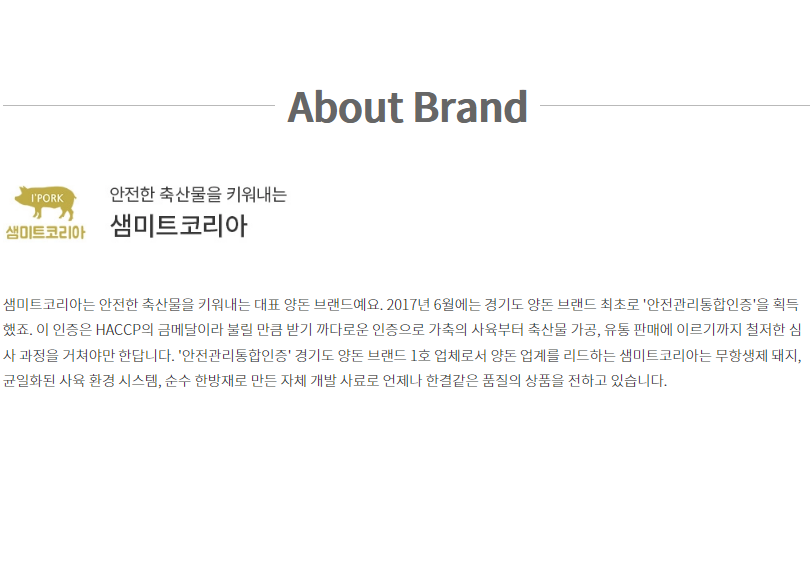 About Brand
I'PORK
샘미트코리아
안전한 축산물을 키워내는
샘미트코리아
샘미트코리아는 안전한 축산물을 키워내는 대표 양돈 브랜드예요. 2017년 6월에는 경기도 양돈 브랜드 최초로 '안전관리통합인증'을 획득
했죠. 이 인증은 HACCP의 금메달이라 불릴 만큼 받기 까다로운 인증으로 가축의 사육부터 축산물 가공, 유통 판매에 이르기까지 철저한 심
사 과정을 거쳐야만 한답니다. '안전관리통합인증' 경기도 양돈 브랜드 1호 업체로서 양돈 업계를 리드하는 샘미트코리아는 무항생제 돼지,
균일화된 사육 환경 시스템, 순수 한방재로 만든 자체 개발 사료로 언제나 한결같은 품질의 상품을 전하고 있습니다.